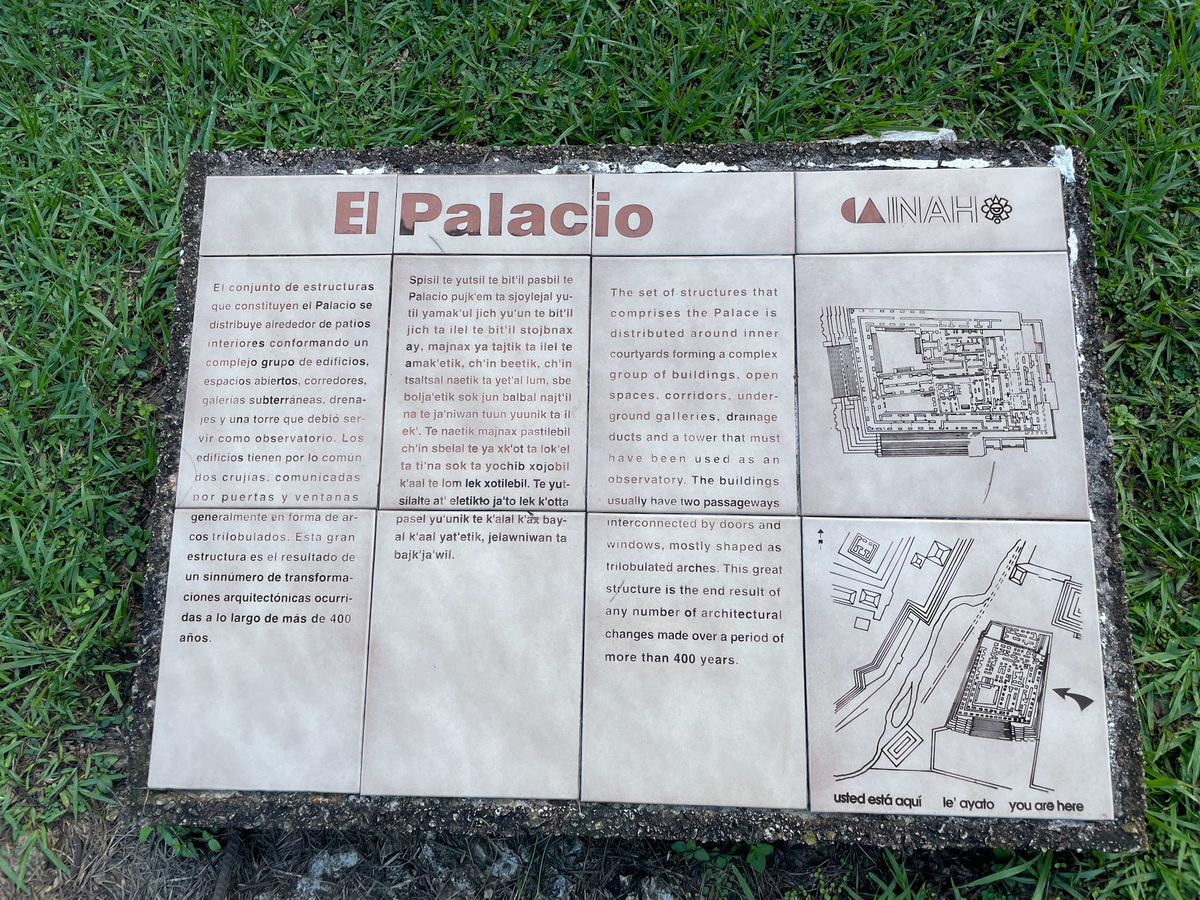 El Palacio
CNCA INAH
El conjunto de estructuras
que constituyen el Palacio se
distribuye alrededor de patios
interiores conformando un
complejo grupo de edificios,
espacios abiertos, corredores,
galerías subterráneas, drena-
jes y una torre que debió ser-
vir como observatorio. Los
edificios tienen por lo común
dos crujías, comunicadas
por puertas y ventanas
generalmente en forma de ar-
cos trilobulados. Esta gran
estructura es el resultado de
un sinnúmero de transforma-
ciones arquitectónicas ocurri-
das a lo largo de más de 400
años.
Spisil te yutsil te bit'il pasbil te
Palacio pujk'em ta sjoylejal yu-
til yamak'ul jich yu'un te bit'il
jich ta ilel te bit'il stojbnax
ay, majnax ya tajtik ta ilel te
amak'etik, ch'in beetik, ch'in
tsaltsal naetik ta yet'al lum, sbe
bolja'etik sok jun balbal najt'il
na te ja'niwan tuun yuunik ta il
ek'. Te naetik majnax pastilebil
ch'in sbelal te ya xk'ot ta lok'el
ta ti'na sok ta yochib xojobil
k'aal te lom lek xotilebil. Te yut-
silalte at' eletikto ja'to lek k'otta
pasel yu'unik te k'alal k'ax bay-
al k'aal yat'etik, jelawniwan ta
bajk'ja'wil.
The set of structures that
comprises the Palace is
distributed around inner
courtyards forming a complex
group of buildings, open
spaces, corridors, under-
ground galleries, drainage
ducts and a tower that must
have been used as an
observatory. The buildings
usually have two passageways
interconnected by doors and
windows, mostly shaped as
trilobulated arches. This great
structure is the end result of
any number of architectural
changes made over a period of
more than 400 years.
N
usted está aquí le' ayato you are here